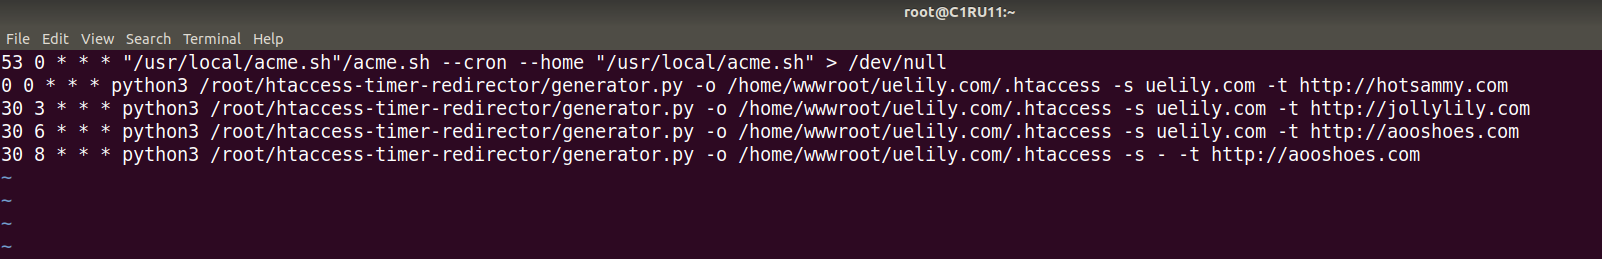 root@C1RU11:~
File Edit View Search Terminal Help
53 0 * * * "/usr/local/acme.sh"/acme.sh --cron --home "/usr/local/acme.sh" > /dev/null
0 0 * * * python3 /root/htaccess-timer-redirector/generator.py -o /home/wwwroot/uelily.com/.htaccess -s uelily.com -t http://hotsammy.com
30 3 * * * python3 /root/htaccess-timer-redirector/generator.py -o /home/wwwroot/uelily.com/.htaccess -s uelily.com -t http://jollylily.com
30 6 * * * python3 /root/htaccess-timer-redirector/generator.py -o /home/wwwroot/uelily.com/.htaccess -s uelily.com -t http://aooshoes.com
30 8 * * * python3 /root/htaccess-timer-redirector/generator.py -o /home/wwwroot/uelily.com/.htaccess -s - -t http://aooshoes.com
~
~
~
~